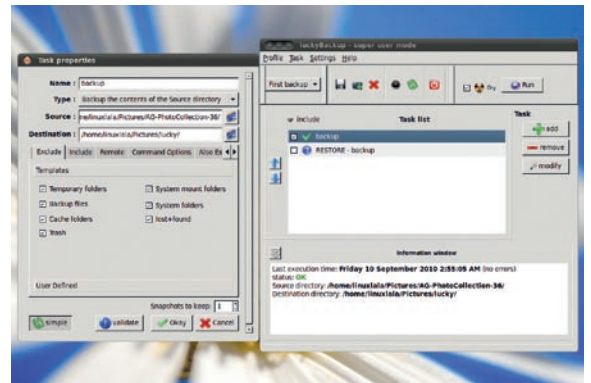 Task properties
Name : backup
Type : Backup the contents of the Source directory
Source : ne/linuxlala/Pictures/AG-PhotoCollection-36/
Destination : /home/linuxlala/Pictures/lucky/
Exclude Include Remote Command Options Also Ex
Templates
Temporary folders
System mount folders
Backup files
System folders
Cache folders
lost+found
Trash
User Defined
Snapshots to keep: 1
simple validate Okay Cancel
luckyBackup - super user mode
Profile Task Settings Help
First backup
Dry
Run
include
Task list
Task
backup
RESTORE - backup
add
remove
modify
Information window
Last execution time: Friday 10 September 2010 2:55:05 AM (no errors)
status: OK
Source directory: /home/linuxlala/Pictures/AG-PhotoCollection-36/
Destination directory: /home/linuxlala/Pictures/lucky/